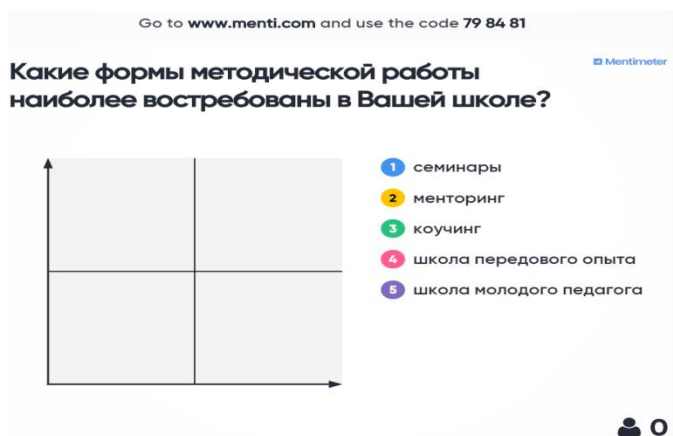 Go to www.menti.com and use the code 79 84 81
Mentimeter
Какие формы методической работы
наиболее востребованы в Вашей школе?
1 семинары
2 менторинг
3 коучинг
4 школа передового опыта
5 школа молодого педагога
0